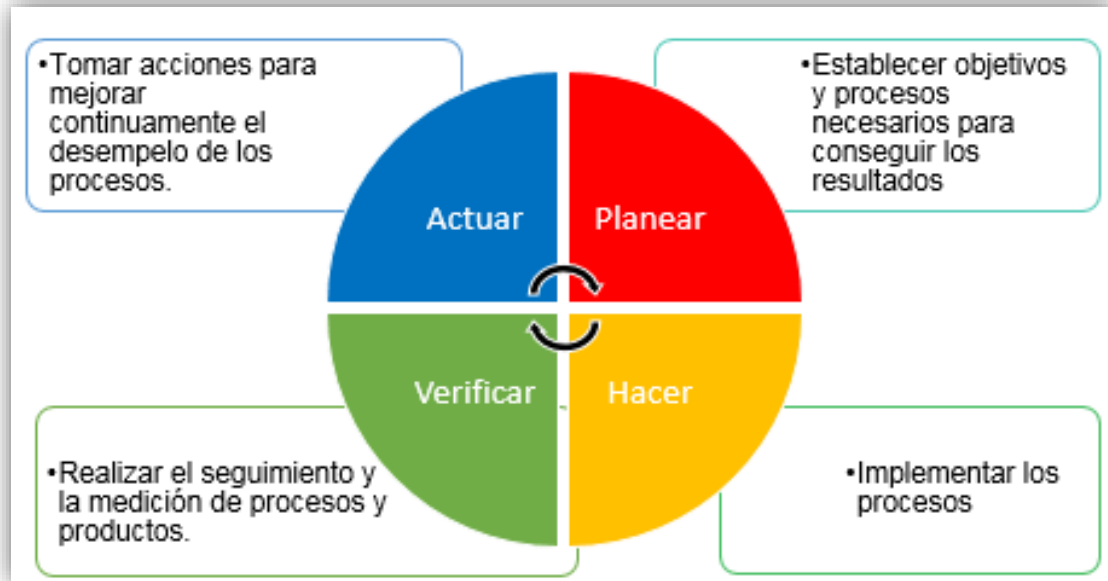 •Tomar acciones para
mejorar
continuamente el
desempelo de los
procesos.
•Establecer objetivos
y procesos
necesarios para
conseguir los
resultados
Actuar
Planear
Verificar
Hacer
•Realizar el seguimiento y
la medición de procesos y
productos.
•Implementar los
procesos